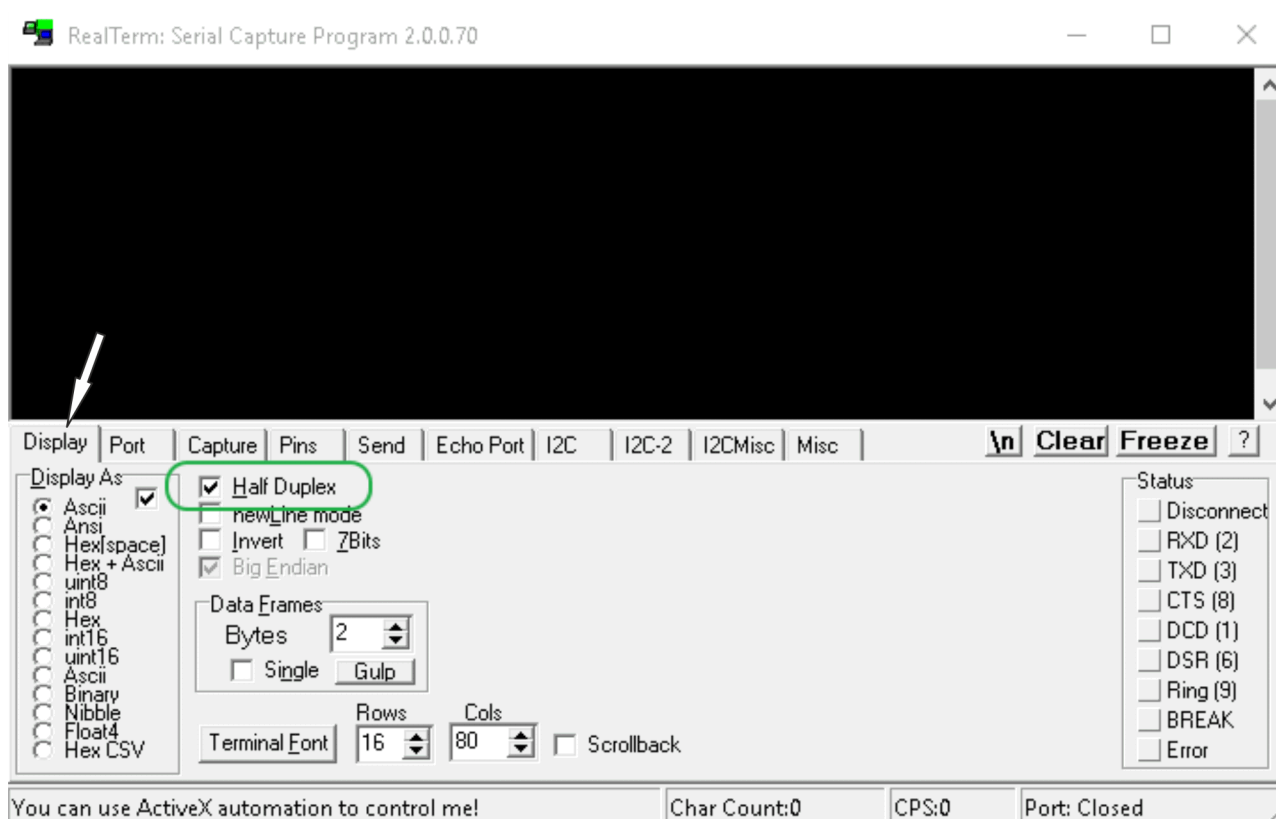 RealTerm: Serial Capture Program 2.0.0.70
Display Port Capture Pins Send Echo Port I2C I2C-2 I2CMisc Misc \n Clear Freeze ?
Display As
Ascii
Ansi
Hex[space]
Hex + Ascii
uint8
int8
Hex
int16
uint16
Ascii
Binary
Nibble
Float4
Hex CSV
Half Duplex
newLine mode
Invert 7Bits
Big Endian
Data Frames
Bytes 2
Single Gulp
Rows Cols
Terminal Font 16 80 Scrollback
Status
Disconnect
RXD (2)
TXD (3)
CTS (8)
DCD (1)
DSR (6)
Ring (9)
BREAK
Error
You can use ActiveX automation to control me! Char Count:0 CPS:0 Port: Closed